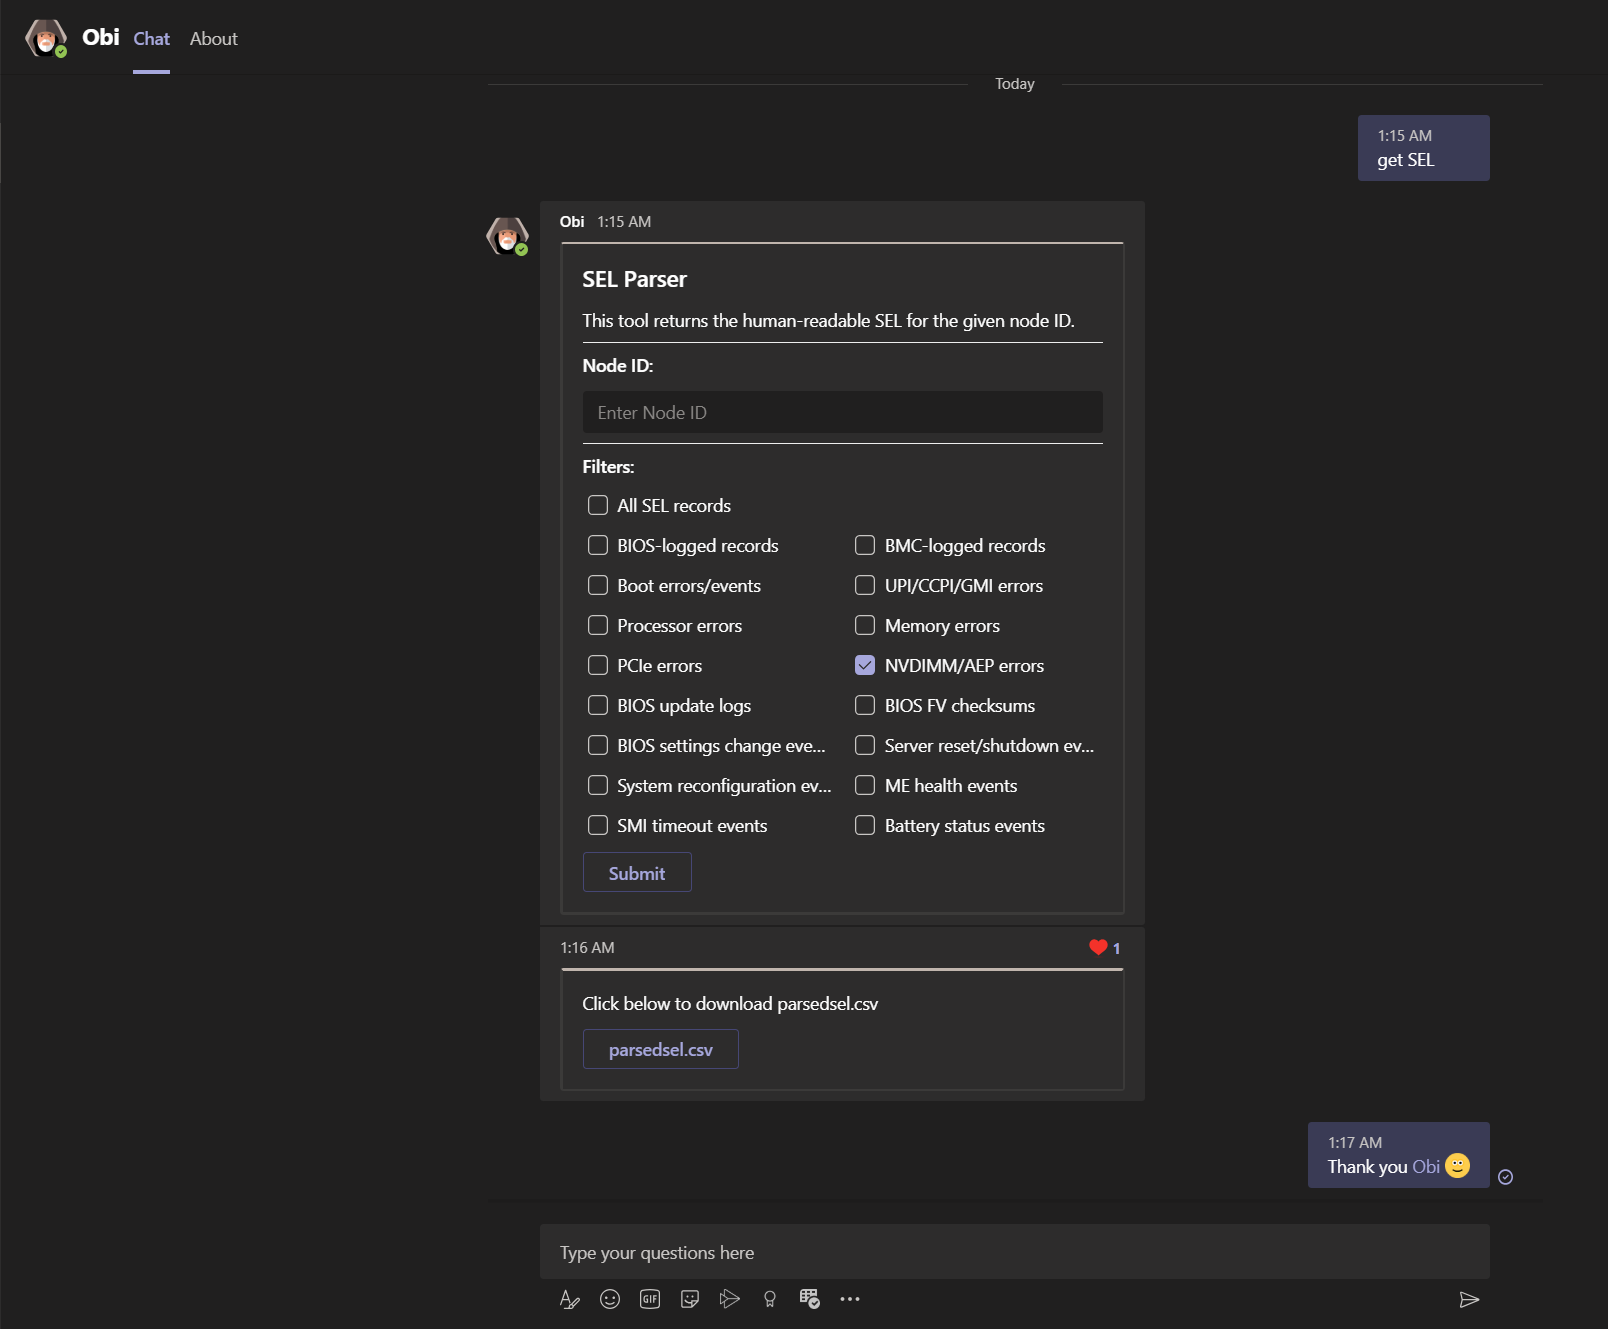 Obi Chat About
Today
1:15 AM
get SEL
Obi 1:15 AM
SEL Parser
This tool returns the human-readable SEL for the given node ID.
Node ID:
Enter Node ID
Filters:
All SEL records
BIOS-logged records BMC-logged records
Boot errors/events UPI/CCPI/GMI errors
Processor errors Memory errors
PCIe errors NVDIMM/AEP errors
BIOS update logs BIOS FV checksums
BIOS settings change eve... Server reset/shutdown ev...
System reconfiguration ev... ME health events
SMI timeout events Battery status events
Submit
1:16 AM 1
Click below to download parsedsel.csv
parsedsel.csv
1:17 AM
Thank you Obi
Type your questions here
GIF